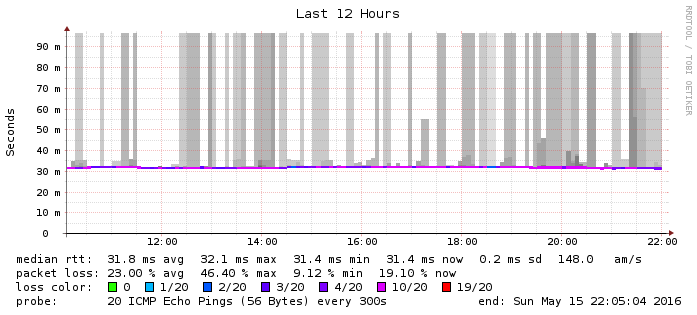 Last 12 Hours
RRDTOOL / TOBI OETIKER
Seconds
90 m
80 m
70 m
60 m
50 m
40 m
30 m
20 m
10 m
0
12:00 14:00 16:00 18:00 20:00 22:00
median rtt: 31.8 ms avg 32.1 ms max 31.4 ms min 31.4 ms now 0.2 ms sd 148.0 am/s
packet loss: 23.00 % avg 46.40 % max 9.12 % min 19.10 % now
loss color: 0 1/20 2/20 3/20 4/20 10/20 19/20
probe: 20 ICMP Echo Pings (56 Bytes) every 300s end: Sun May 15 22:05:04 2016